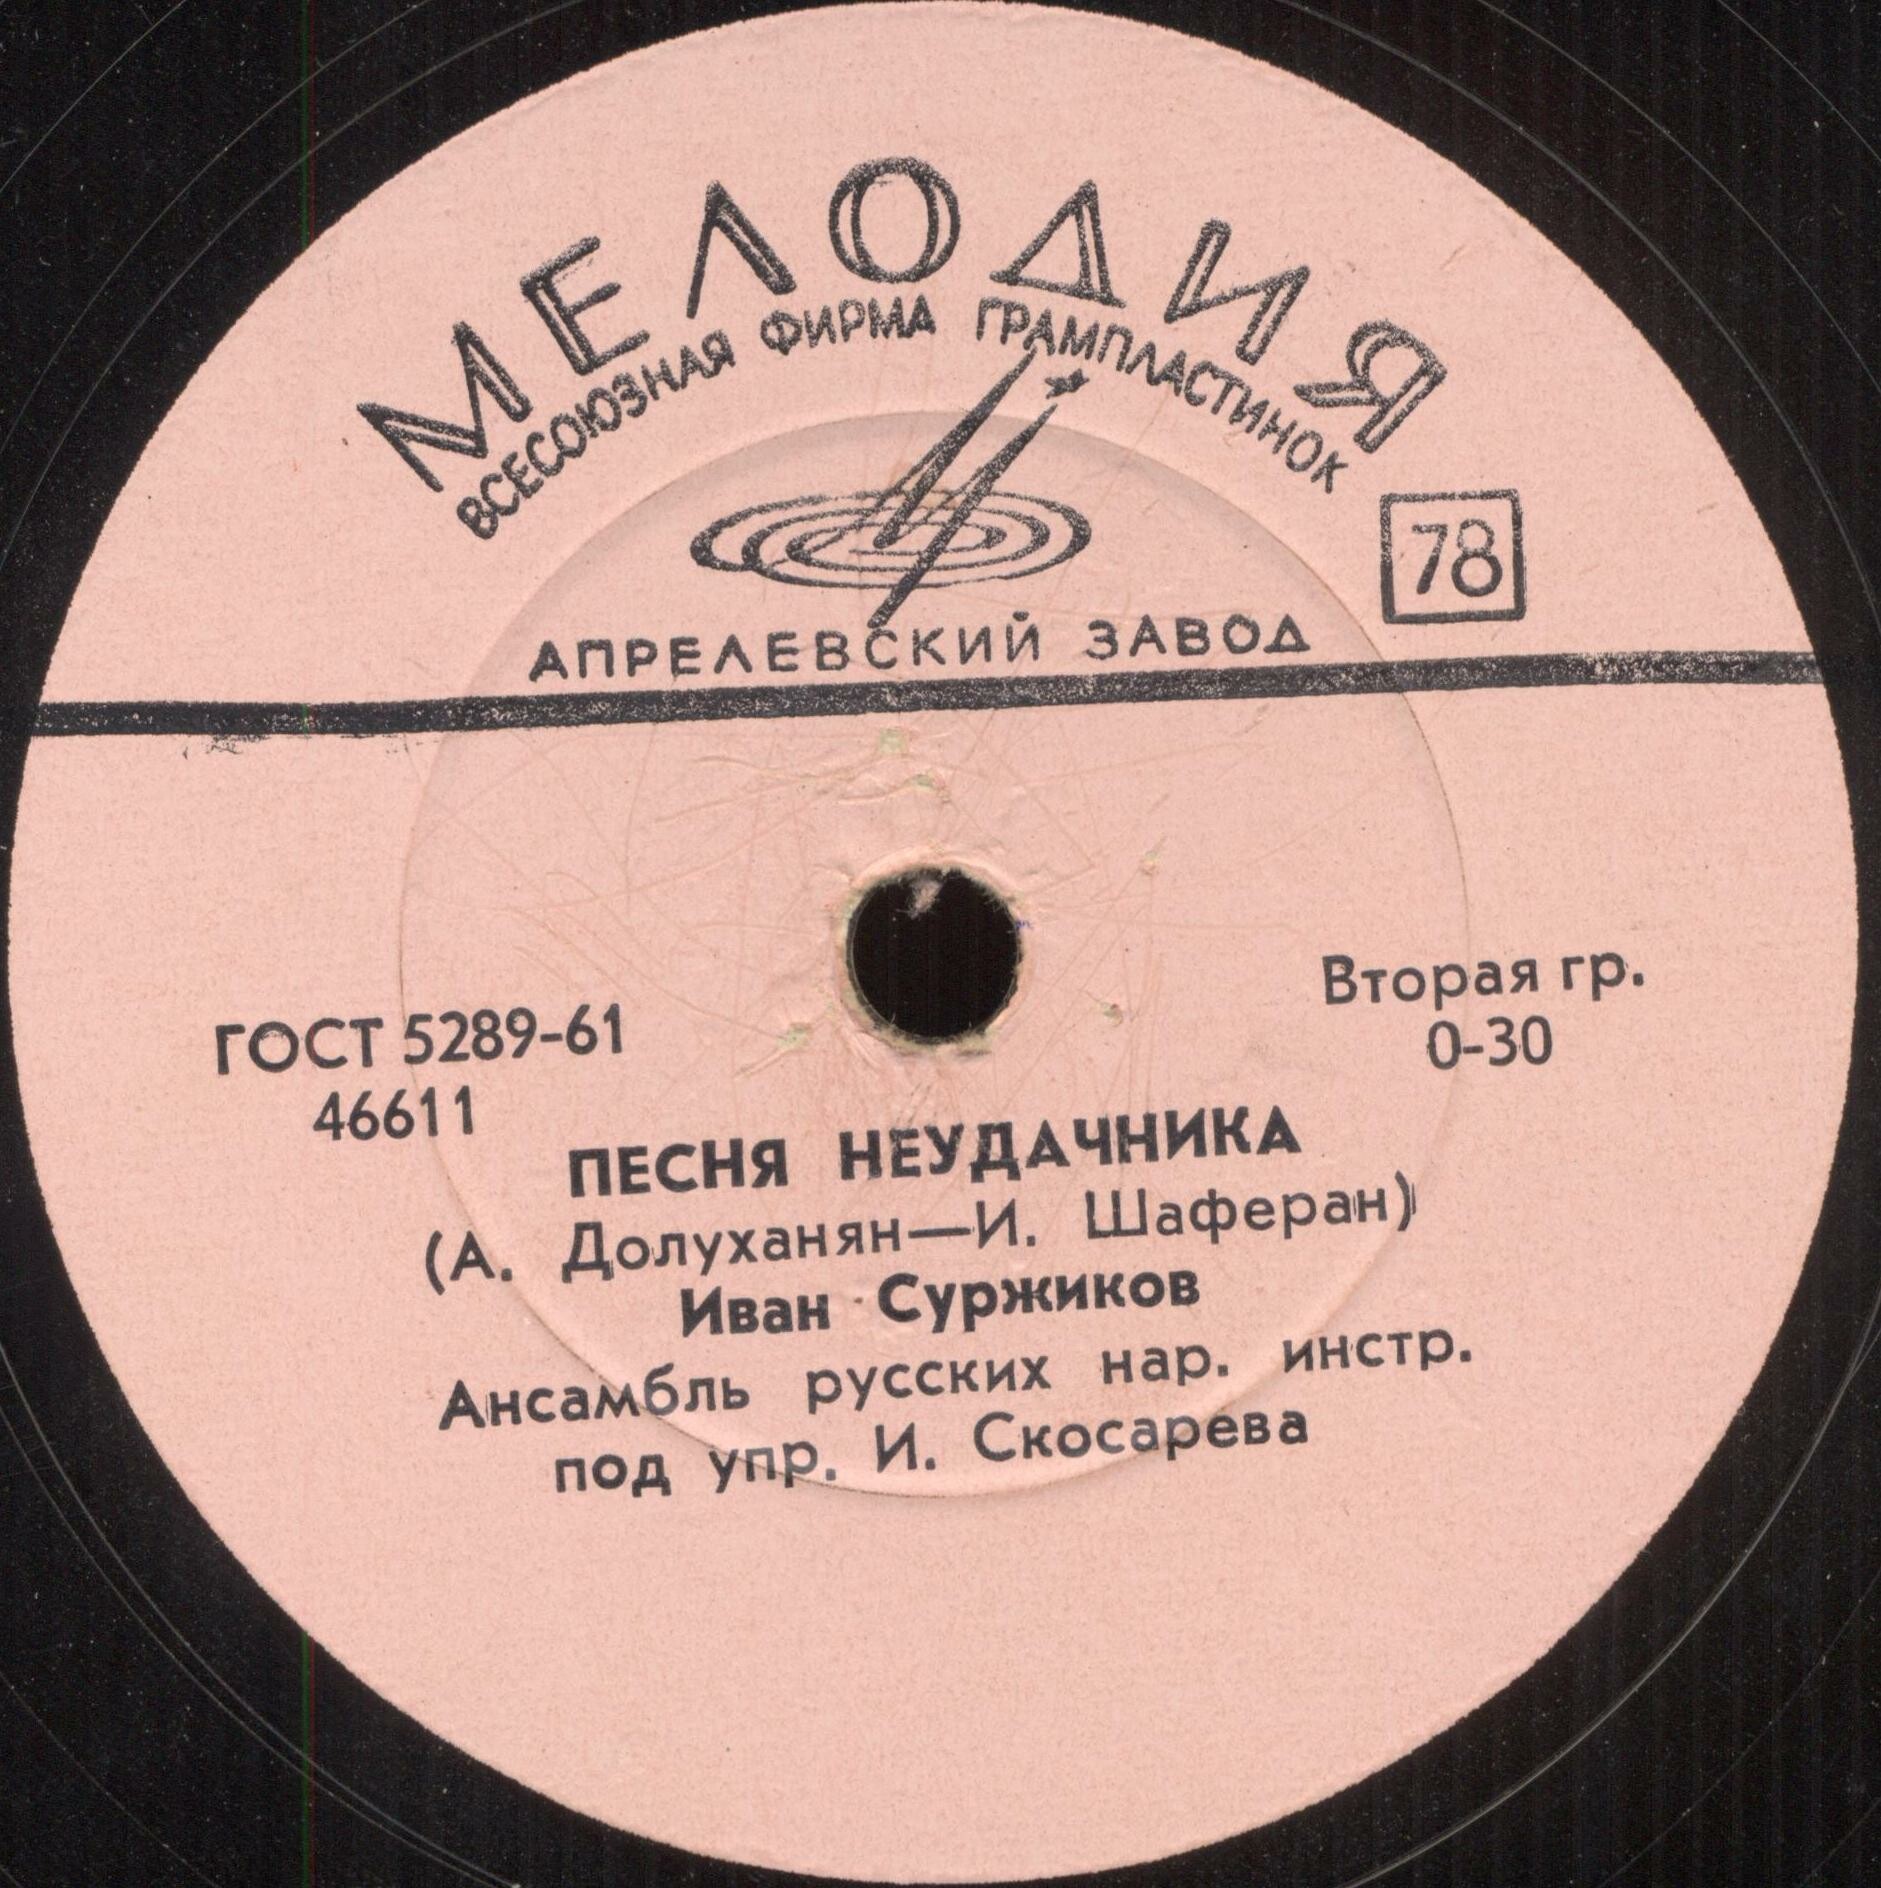 МЕЛОДИЯ
ВСЕСОЮЗНАЯ ФИРМА ГРАМПЛАСТИНОК
78
АПРЕЛЕВСКИЙ ЗАВОД
ГОСТ 5289-61
46611
Вторая гр.
0-30
ПЕСНЯ НЕУДАЧНИКА
(А. Долуханян—И. Шаферан)
Иван Суржиков
Ансамбль русских нар. инстр.
под упр. И. Скосарева